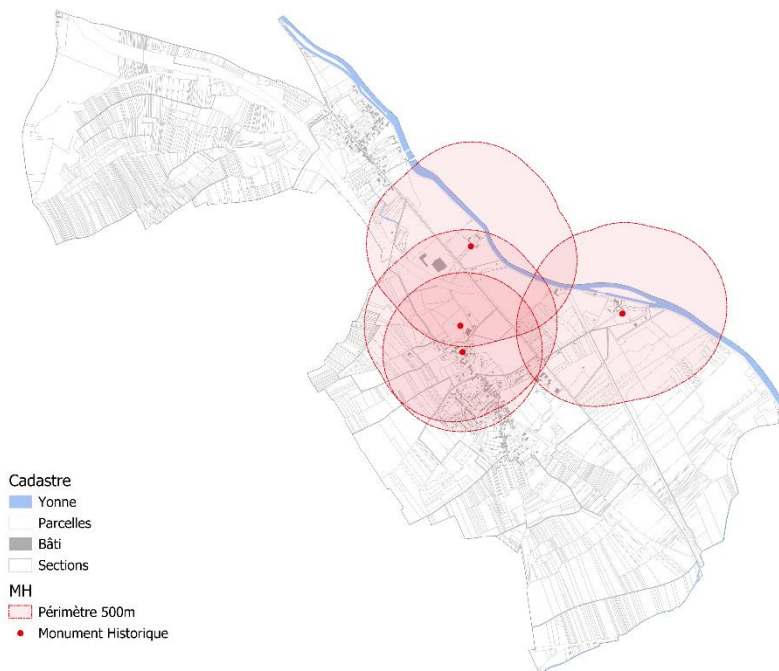 Cadastre
Yonne
Parcelles
Bâti
Sections
MH
Périmètre 500m
Monument Historique